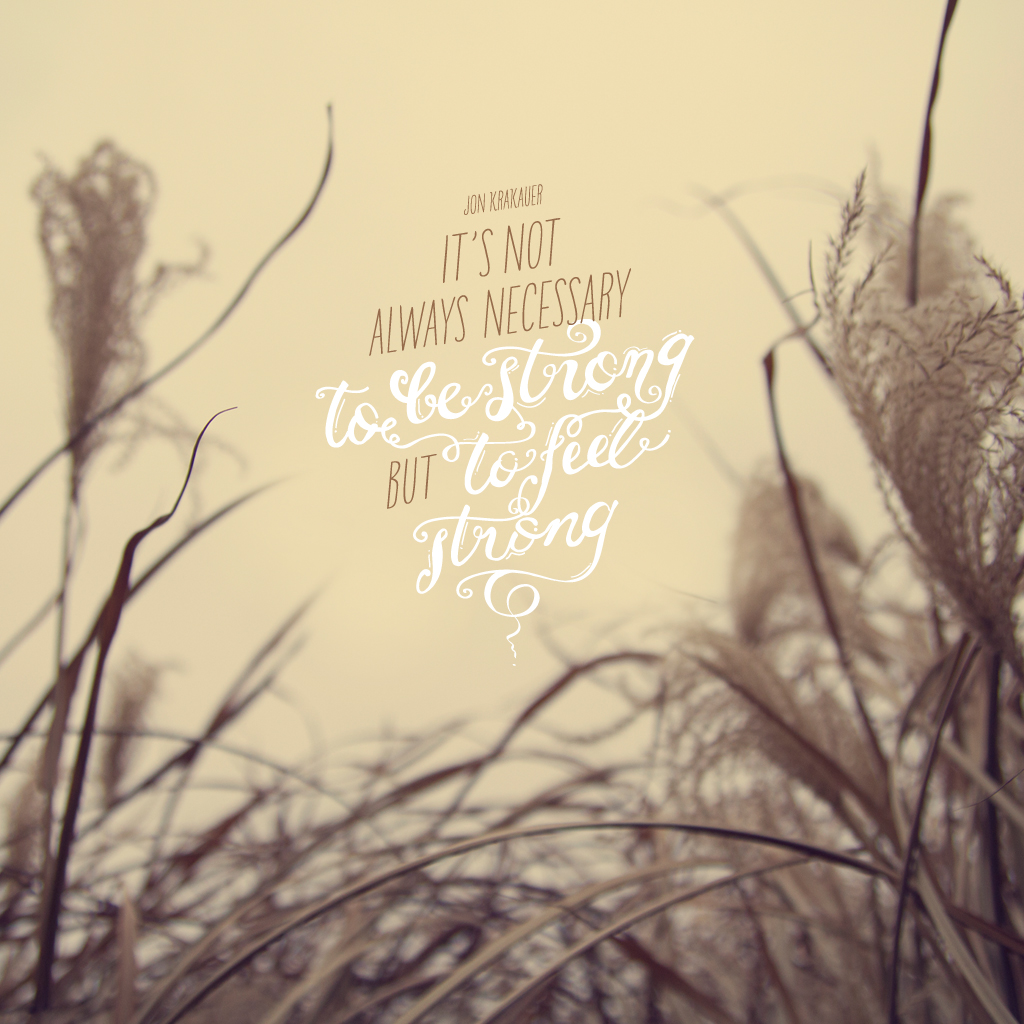 JON KRAKAUER
IT'S NOT
ALWAYS NECESSARY
to be strong
BUT to feel
strong